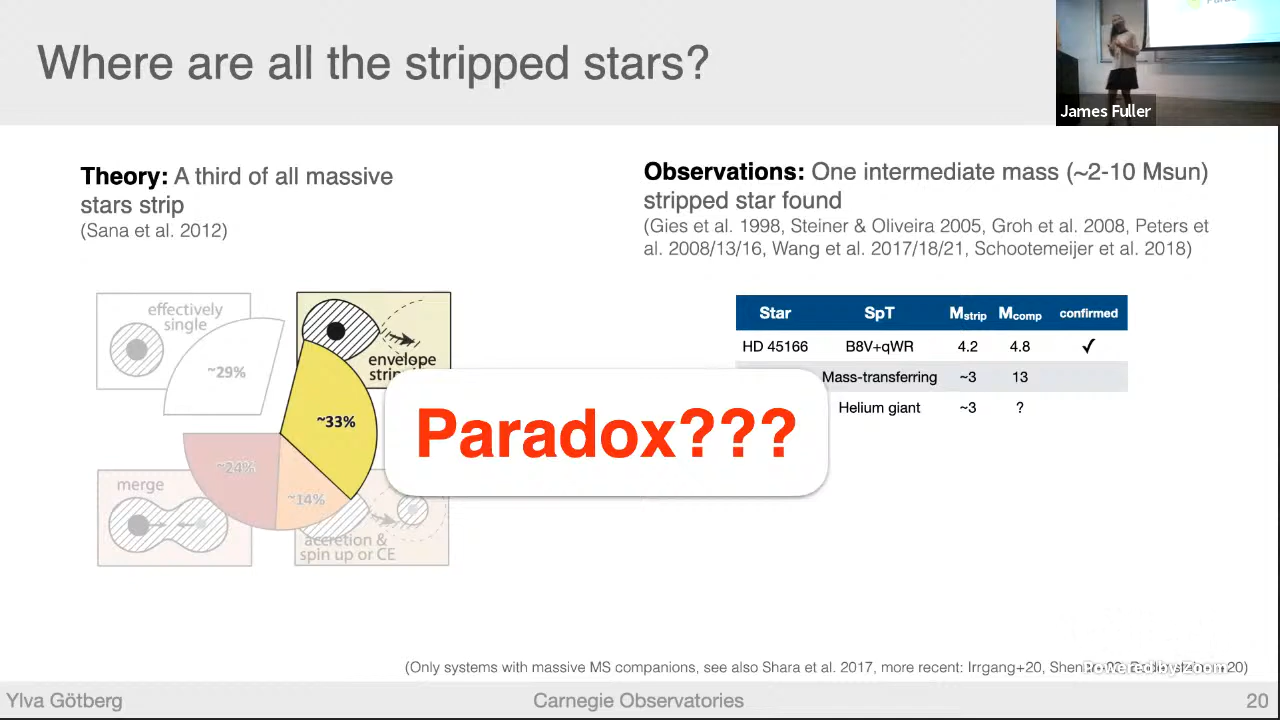 Where are all the stripped stars?
James Fuller
Theory: A third of all massive
stars strip
(Sana et al. 2012)
Observations: One intermediate mass (~2-10 Msun)
stripped star found
(Gies et al. 1998, Steiner & Oliveira 2005, Groh et al. 2008, Peters et
al. 2008/13/16, Wang et al. 2017/18/21, Schootemeijer et al. 2018)
effectively
single
~29%
envelope
~33%
~24%
~14%
merge
accretion &
spin up or CE
Star SpT Mstrip Mcomp confirmed
HD 45166 B8V+qWR 4.2 4.8 ✓
Mass-transferring ~3 13
Helium giant ~3 ?
Paradox???
(Only systems with massive MS companions, see also Shara et al. 2017, more recent: Irrgang+20,
Powered by Zoom
Ylva Götberg
Carnegie Observatories
20